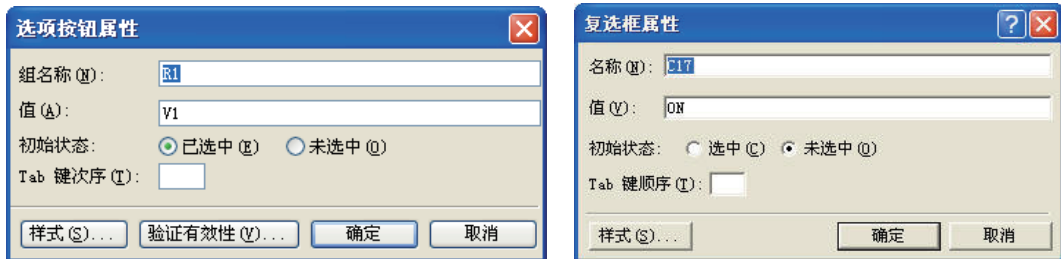 选项按钮属性
组名称(N): R1
值(A): V1
初始状态: 已选中(E) 未选中(O)
Tab 键次序(T):
样式(S)... 验证有效性(V)... 确定 取消
复选框属性
名称(N): C17
值(V): ON
初始状态: 选中(C) 未选中(O)
Tab 键顺序(T):
样式(S)... 确定 取消